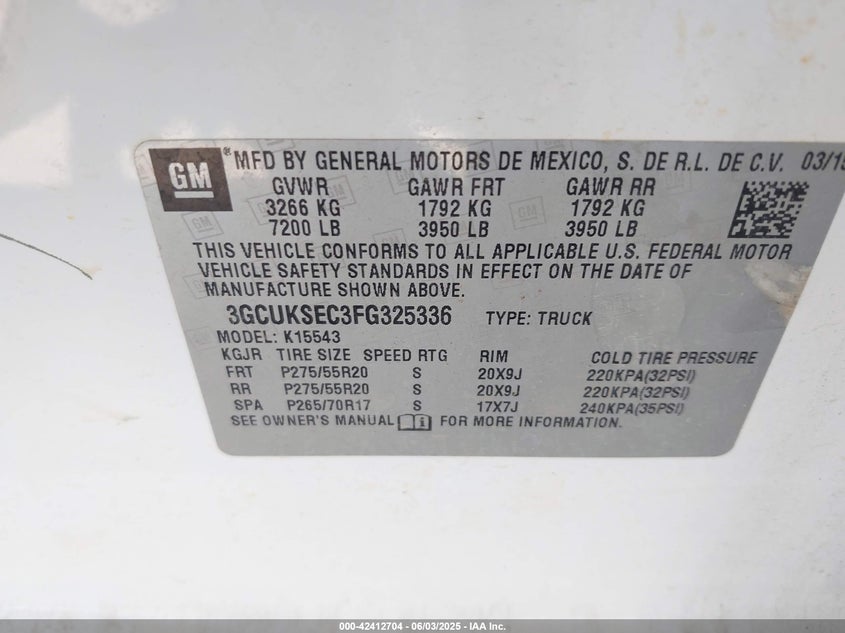 GM ® MFD BY GENERAL MOTORS DE MEXICO, S. DE R.L. DE C.V. 03/15
GVWR GAWR FRT GAWR RR
3266 KG 1792 KG 1792 KG
7200 LB 3950 LB 3950 LB
THIS VEHICLE CONFORMS TO ALL APPLICABLE U.S. FEDERAL MOTOR
VEHICLE SAFETY STANDARDS IN EFFECT ON THE DATE OF
MANUFACTURE SHOWN ABOVE.
3GCUKSEC3FG325336 TYPE: TRUCK
MODEL: K15543
KGJR TIRE SIZE SPEED RTG RIM COLD TIRE PRESSURE
FRT P275/55R20 S 20X9J 220KPA(32PSI)
RR P275/55R20 S 20X9J 220KPA(32PSI)
SPA P265/70R17 S 17X7J 240KPA(35PSI)
SEE OWNER'S MANUAL i FOR MORE INFORMATION.
000-42412704 | 06/03/2025 - IAA Inc.